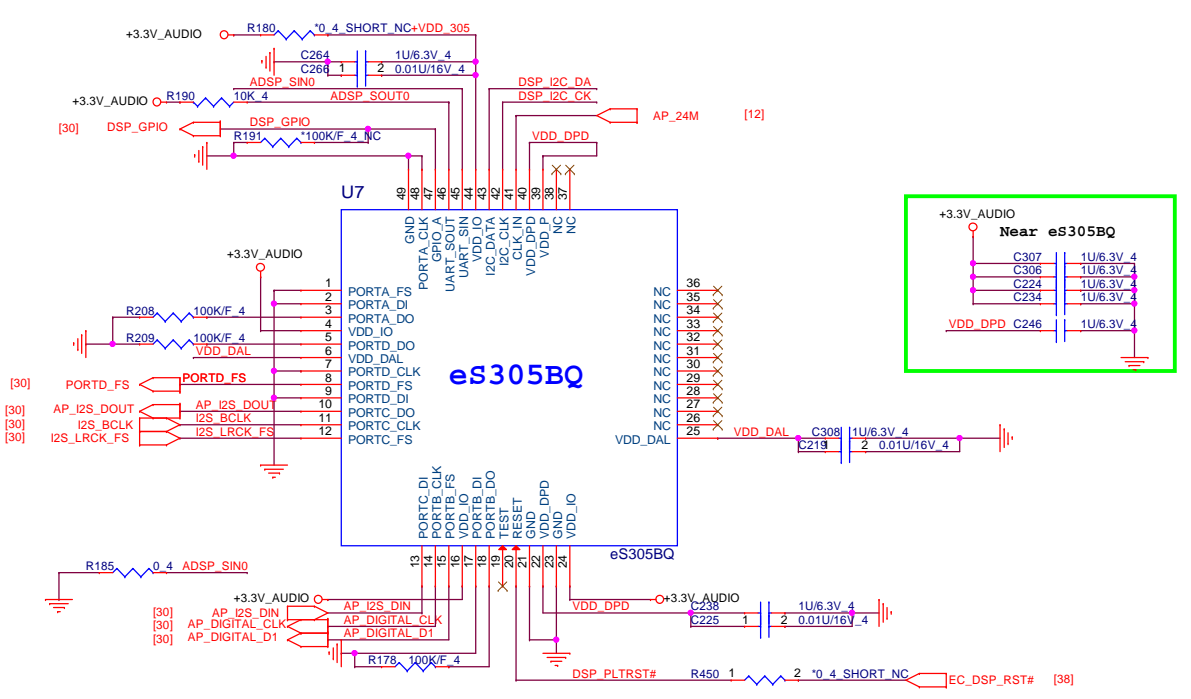 +3.3V_AUDIO R180 *0_4_SHORT_NC +VDD_305
C264 1U/6.3V_4
C266 1 2 0.01U/16V_4
ADSP_SIN0 DSP_I2C_DA
+3.3V_AUDIO R190 10K_4 ADSP_SOUT0 DSP_I2C_CK
AP_24M [12]
[30] DSP_GPIO DSP_GPIO
R191 *100K/F_4_NC VDD_DPD
U7
49 48 47 46 45 44 43 42 41 40 39 38 37
GND
PORTA_CLK
GPIO_A
UART_SOUT
UART_SIN
VDD_IO
I2C_DATA
I2C_CLK
CLK_IN
VDD_DPD
VDD_P
NC
NC
+3.3V_AUDIO
Near eS305BQ
C307 1U/6.3V_4
C306 1U/6.3V_4
C224 1U/6.3V_4
C234 1U/6.3V_4
VDD_DPD C246 1U/6.3V_4
+3.3V_AUDIO
1 PORTA_FS
2 PORTA_DI
R208 100K/F_4 3 PORTA_DO
4 VDD_IO
R209 100K/F_4 5 PORTD_DO
VDD_DAL 6 VDD_DAL
7 PORTD_CLK
[30] PORTD_FS PORTD_FS 8 PORTD_FS
9 PORTD_DI
[30] AP_I2S_DOUT AP_I2S_DOUT 10 PORTC_DO
[30] I2S_BCLK I2S_BCLK 11 PORTC_CLK
[30] I2S_LRCK_FS I2S_LRCK_FS 12 PORTC_FS
eS305BQ
NC 36
NC 35
NC 34
NC 33
NC 32
NC 31
NC 30
NC 29
NC 28
NC 27
NC 26
VDD_DAL 25 VDD_DAL
C308 1U/6.3V_4
C219 1 2 0.01U/16V_4
PORTC_DI
PORTB_CLK
PORTB_FS
VDD_IO
PORTB_DI
PORTB_DO
TEST
RESET
GND
VDD_DPD
GND
VDD_IO
eS305BQ
13 14 15 16 17 18 19 20 21 22 23 24
R185 0_4 ADSP_SIN0
+3.3V_AUDIO +3.3V_AUDIO
[30] AP_I2S_DIN AP_I2S_DIN
[30] AP_DIGITAL_CLK AP_DIGITAL_CLK
[30] AP_DIGITAL_D1 AP_DIGITAL_D1
VDD_DPD C238 1U/6.3V_4
C225 1 2 0.01U/16V_4
R178 100K/F_4
DSP_PLTRST# R450 1 2 *0_4_SHORT_NC EC_DSP_RST# [38]